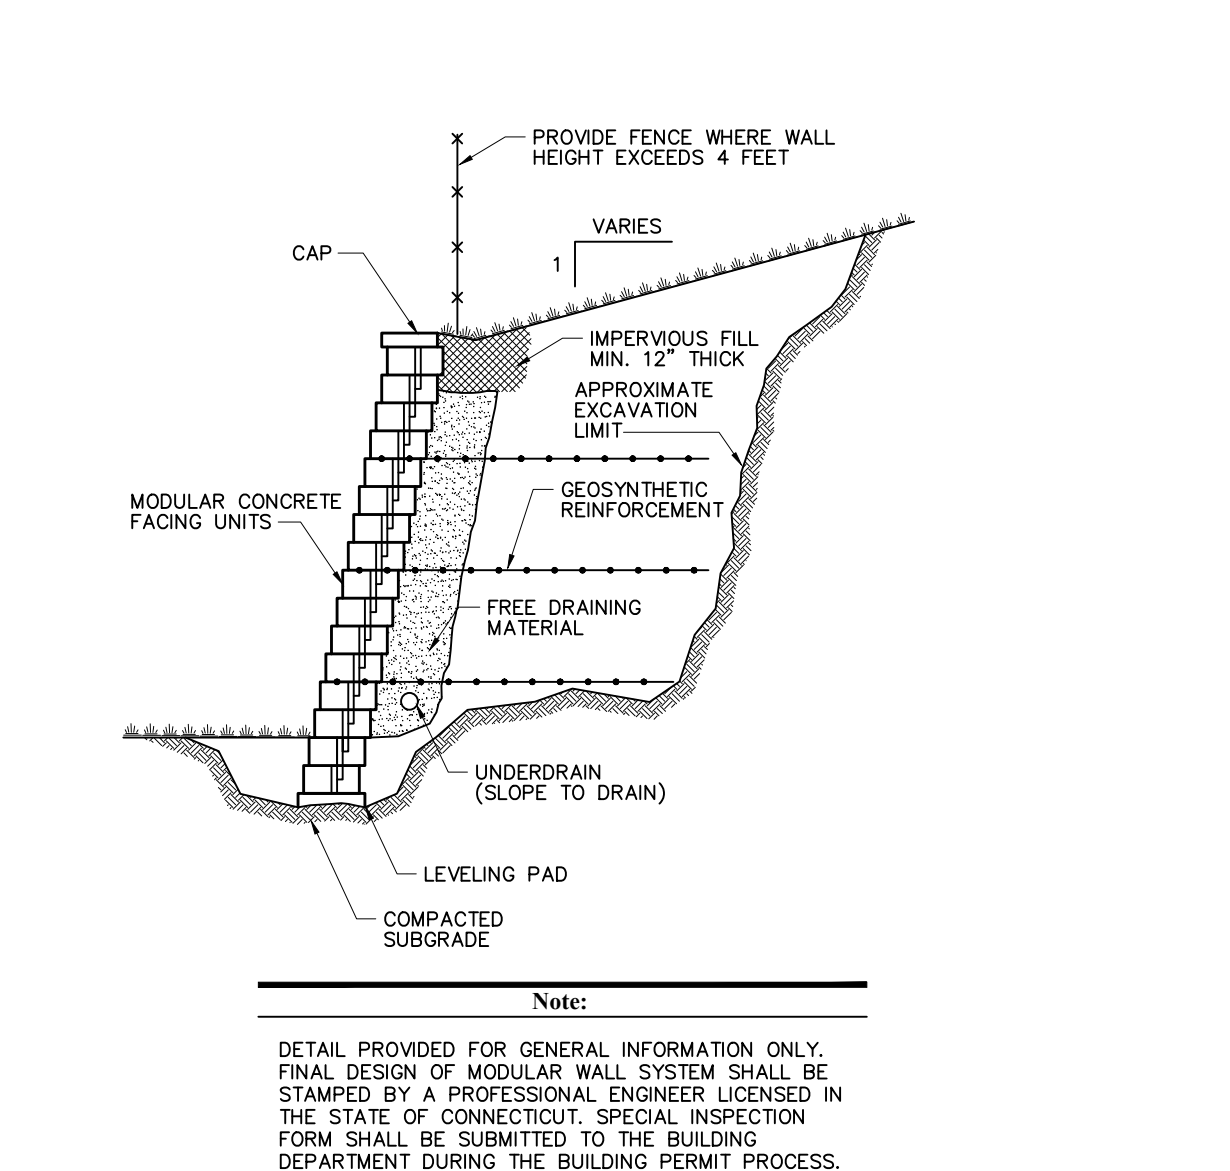 PROVIDE FENCE WHERE WALL
HEIGHT EXCEEDS 4 FEET
VARIES
1
CAP
IMPERVIOUS FILL
MIN. 12" THICK
APPROXIMATE
EXCAVATION
LIMIT
MODULAR CONCRETE
FACING UNITS
GEOSYNTHETIC
REINFORCEMENT
FREE DRAINING
MATERIAL
UNDERDRAIN
(SLOPE TO DRAIN)
LEVELING PAD
COMPACTED
SUBGRADE
Note:
DETAIL PROVIDED FOR GENERAL INFORMATION ONLY.
FINAL DESIGN OF MODULAR WALL SYSTEM SHALL BE
STAMPED BY A PROFESSIONAL ENGINEER LICENSED IN
THE STATE OF CONNECTICUT. SPECIAL INSPECTION
FORM SHALL BE SUBMITTED TO THE BUILDING
DEPARTMENT DURING THE BUILDING PERMIT PROCESS.